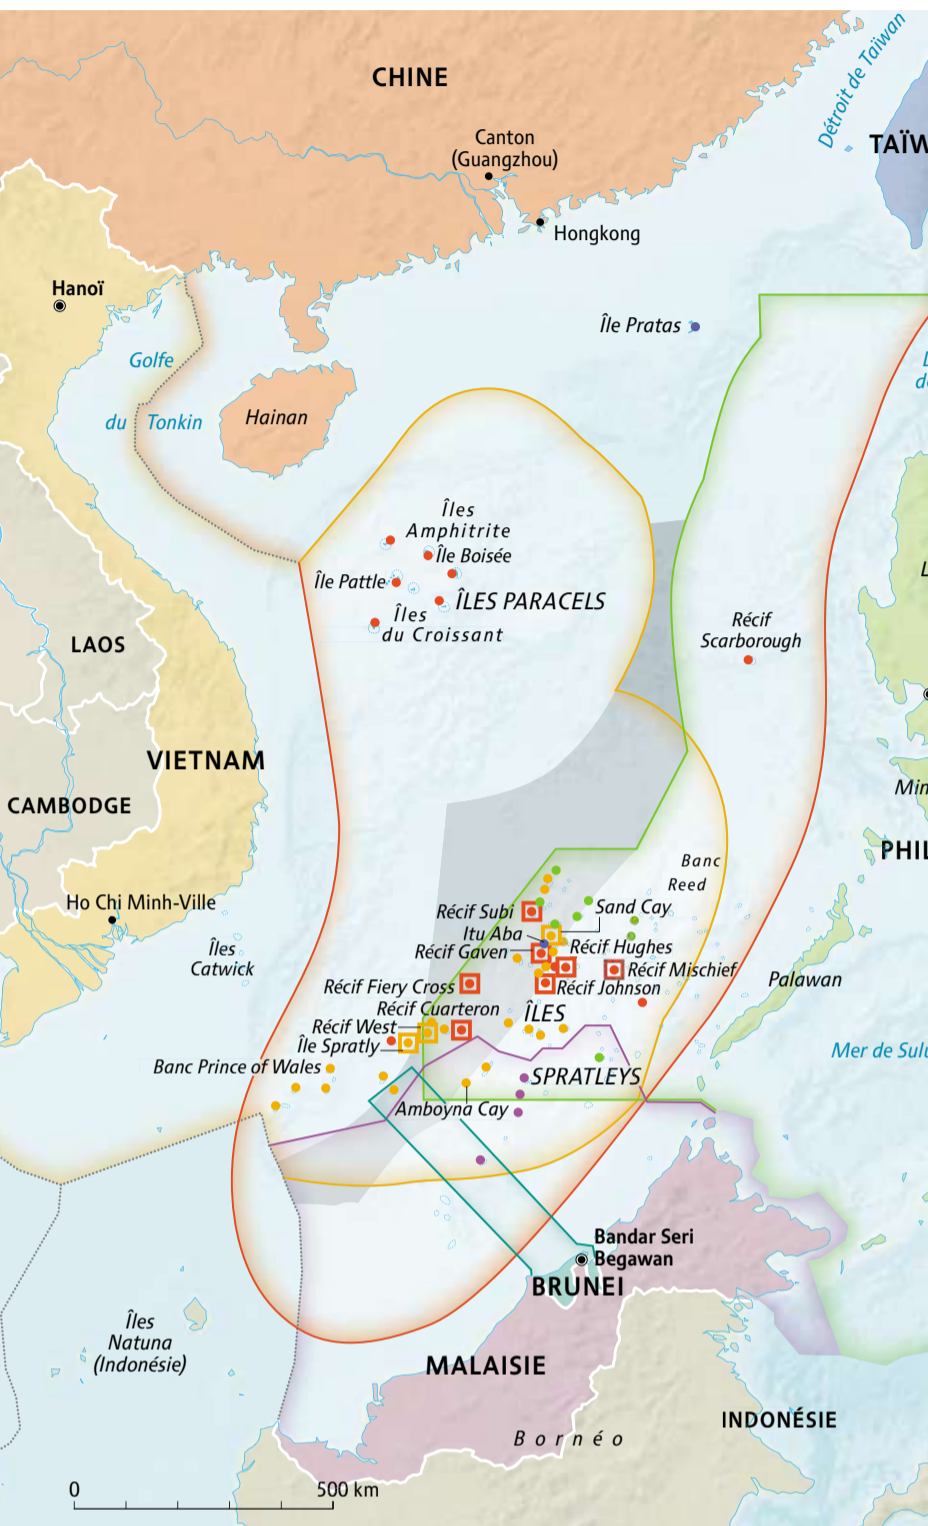 Détroit de Taïwan
CHINE
TAÏW
Canton
(Guangzhou)
Hongkong
Hanoï
Île Pratas
Golfe
du Tonkin
Hainan
L
de
Îles
Amphitrite
Île Boisée
Île Pattle
ÎLES PARACELS
Îles
du Croissant
L
LAOS
Récif
Scarborough
VIETNAM
CAMBODGE
Min
PHIL
Banc
Reed
Ho Chi Minh-Ville
Récif Subi
Sand Cay
Itu Aba
Récif Gaven
Récif Hughes
Îles
Catwick
Récif Mischief
Palawan
Récif Fiery Cross
Récif Johnson
Récif Cuarteron
ÎLES
Récif West
Île Spratly
Mer de Sulu
Banc Prince of Wales
SPRATLEYS
Amboyna Cay
Bandar Seri
Begawan
BRUNEI
Îles
Natuna
(Indonésie)
MALAISIE
INDONÉSIE
Bornéo
0 500 km